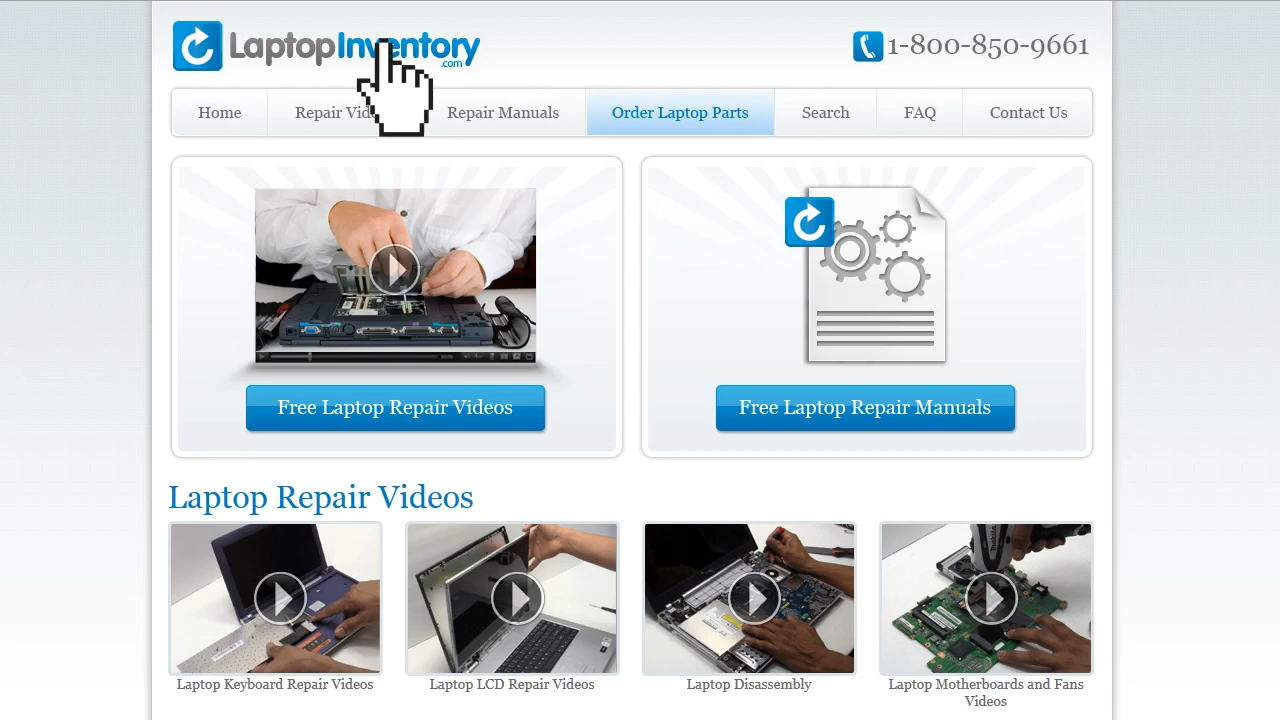 LaptopInventory
.com
1-800-850-9661
Home
Repair
Repair Manuals
Order Laptop Parts
Search
FAQ
Contact Us
Free Laptop Repair Videos
Free Laptop Repair Manuals
Laptop Repair Videos
Laptop Keyboard Repair Videos
Laptop LCD Repair Videos
Laptop Disassembly
Laptop Motherboards and Fans
Videos